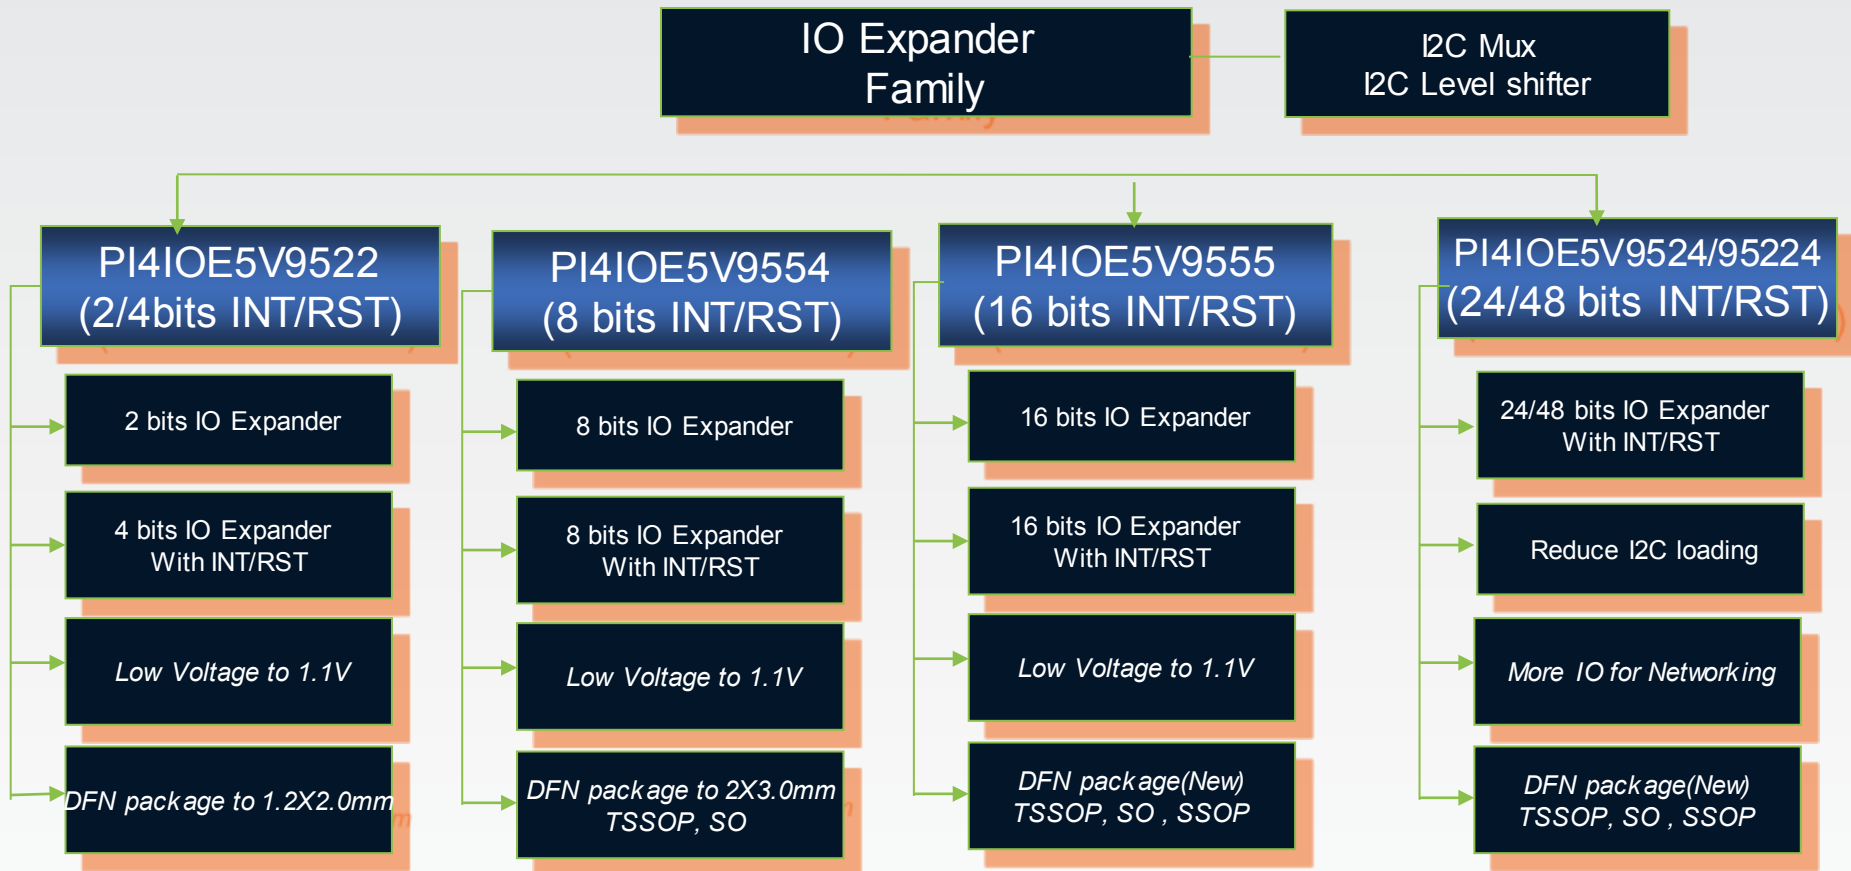 IO Expander
Family
I2C Mux
I2C Level shifter
PI4IOE5V9522
(2/4bits INT/RST)
2 bits IO Expander
4 bits IO Expander
With INT/RST
Low Voltage to 1.1V
DFN package to 1.2X2.0mm
PI4IOE5V9554
(8 bits INT/RST)
8 bits IO Expander
8 bits IO Expander
With INT/RST
Low Voltage to 1.1V
DFN package to 2X3.0mm
TSSOP, SO
PI4IOE5V9555
(16 bits INT/RST)
16 bits IO Expander
16 bits IO Expander
With INT/RST
Low Voltage to 1.1V
DFN package(New)
TSSOP, SO , SSOP
PI4IOE5V9524/95224
(24/48 bits INT/RST)
24/48 bits IO Expander
With INT/RST
Reduce I2C loading
More IO for Networking
DFN package(New)
TSSOP, SO , SSOP